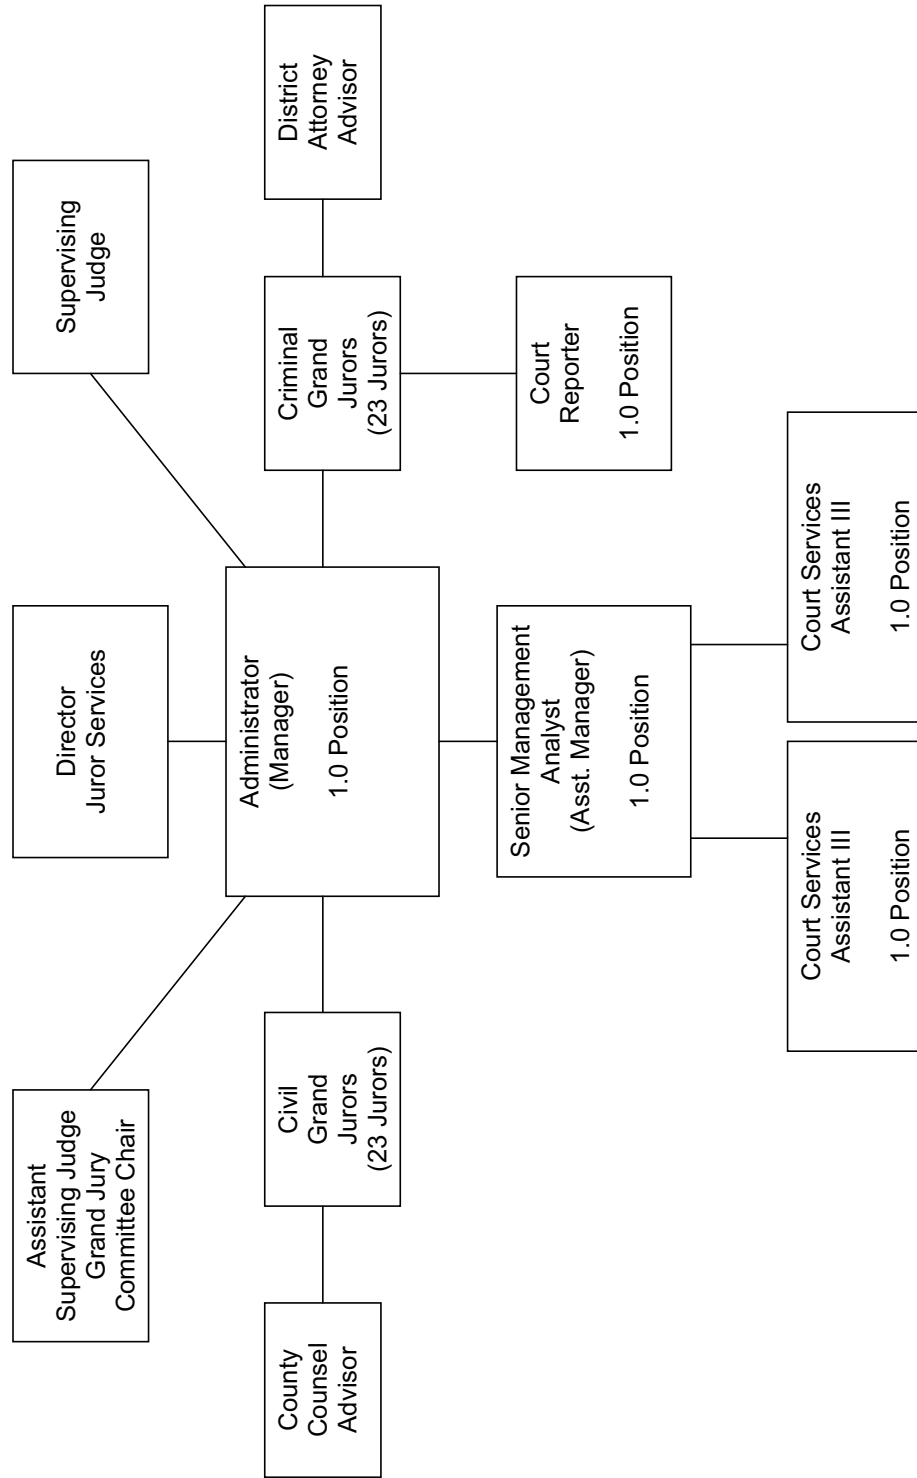 Assistant
Supervising Judge
Grand Jury
Committee Chair
Director
Juror Services
Supervising
Judge
County
Counsel
Advisor
Civil
Grand
Jurors
(23 Jurors)
Administrator
(Manager)
1.0 Position
Criminal
Grand
Jurors
(23 Jurors)
District
Attorney
Advisor
Senior Management
Analyst
(Asst. Manager)
1.0 Position
Court
Reporter
1.0 Position
Court Services
Assistant III
1.0 Position
Court Services
Assistant III
1.0 Position